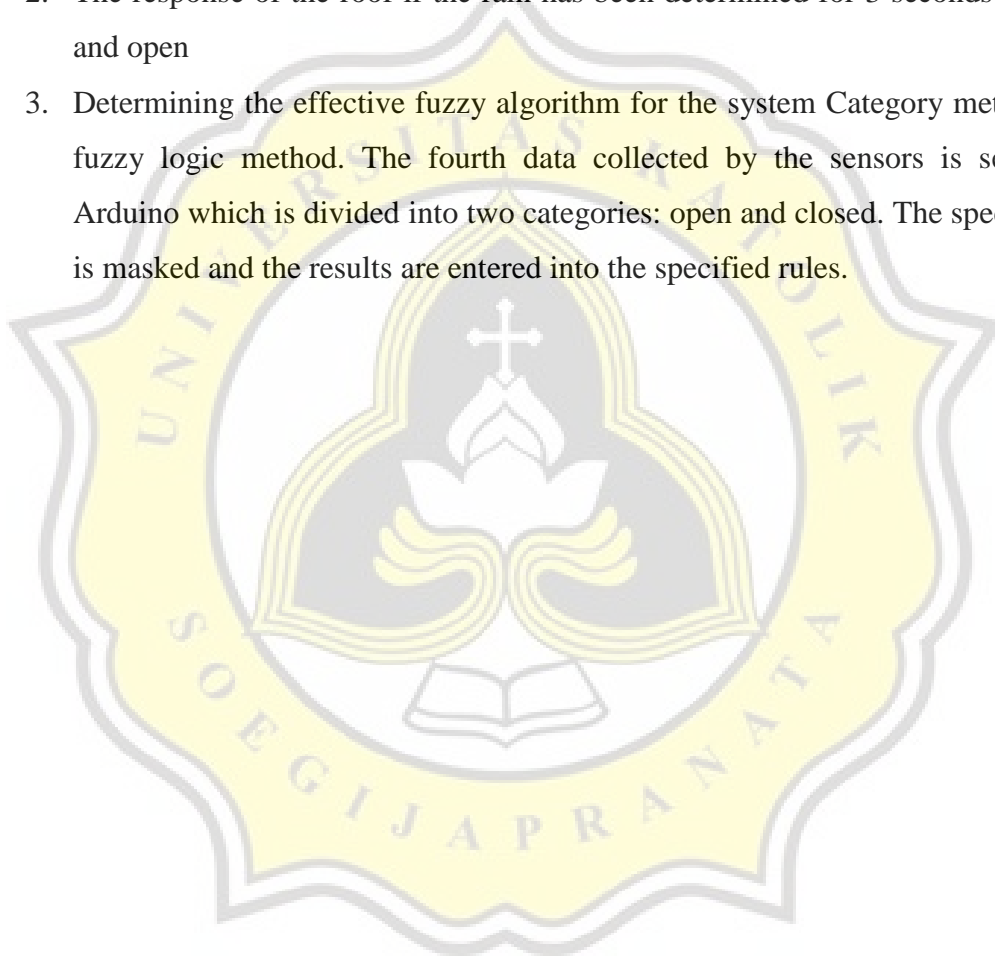 2. The response of the roof if the rain has been determined for 5 seconds
and open
3. Determining the effective fuzzy algorithm for the system Category
fuzzy logic method. The fourth data collected by the sensors is
Arduino which is divided into two categories: open and closed. The
is masked and the results are entered into the specified rules.
UNIVERSITAS KATOLIK
SOEGIJAPRANATA